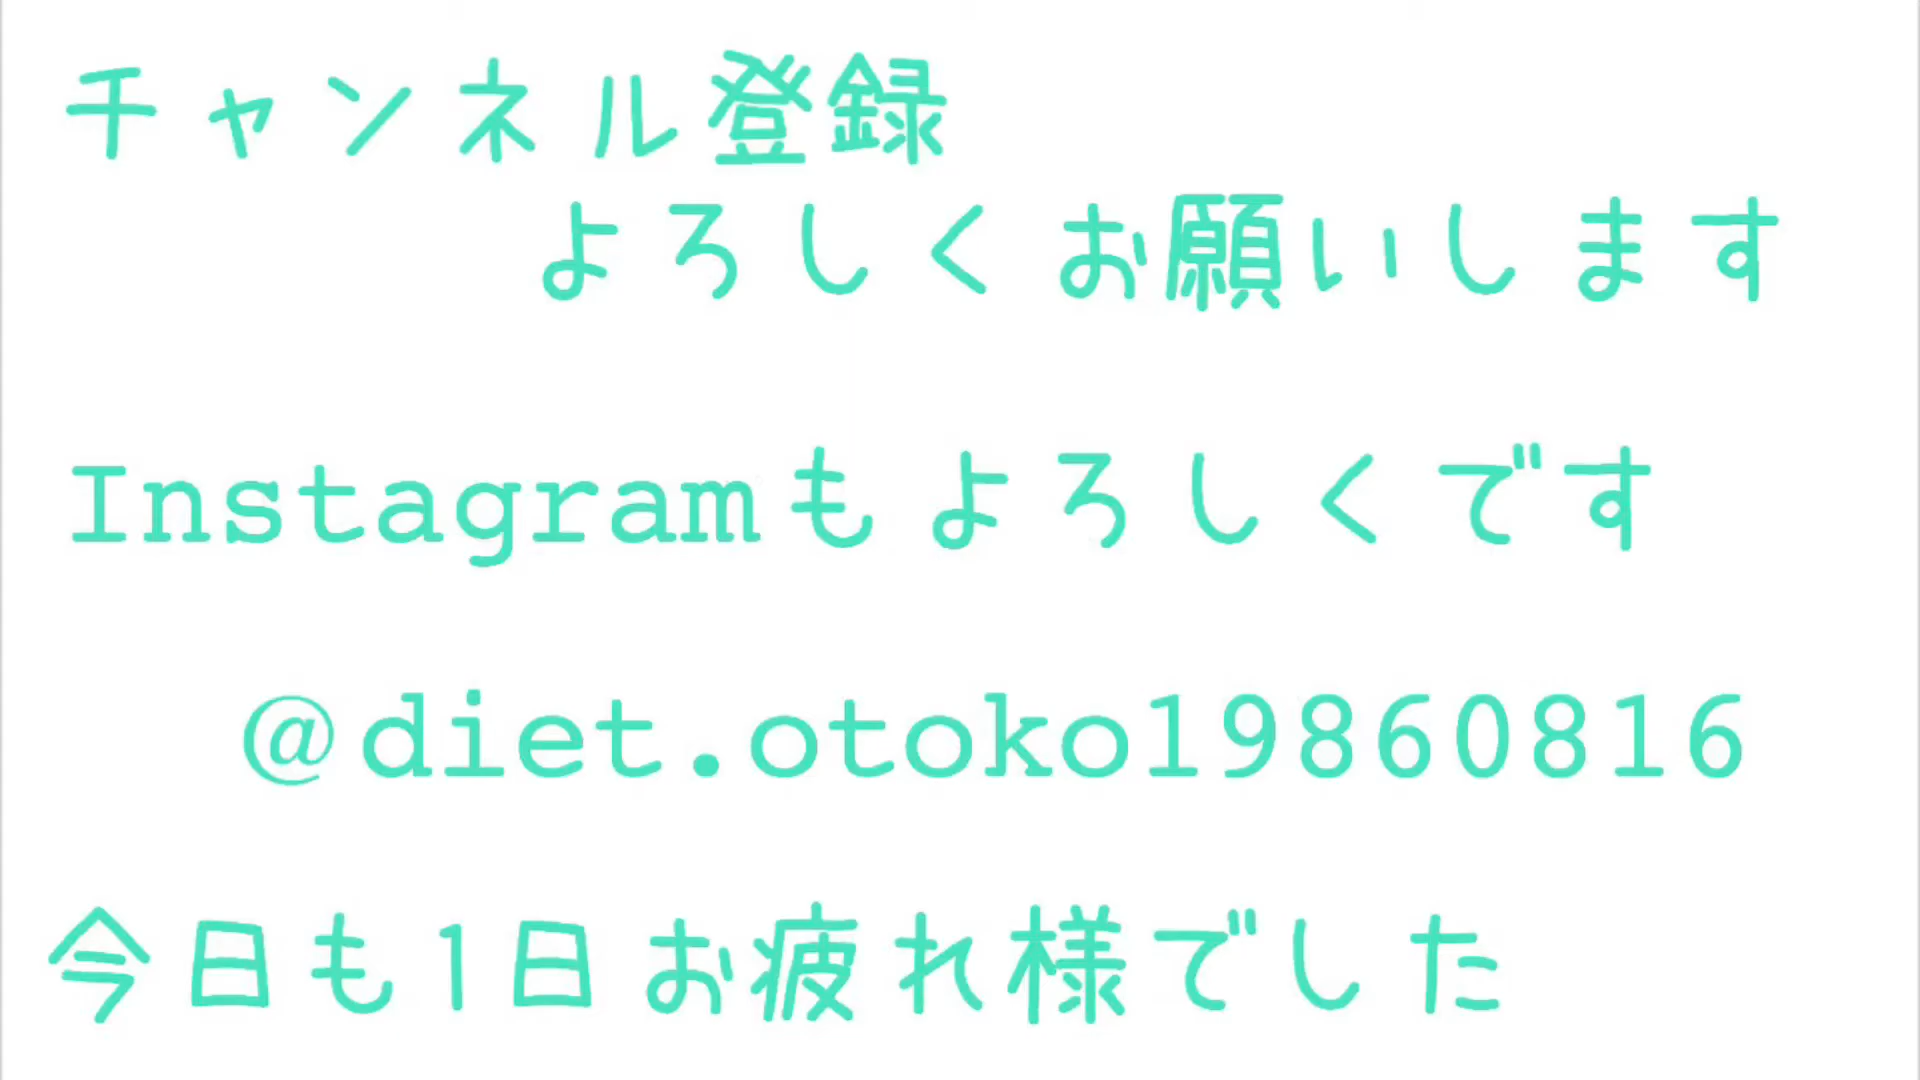 チャンネル登録
よろしくお願いします
Instagramもよろしくです
@diet.otoko19860816
今日も1日お疲れ様でした